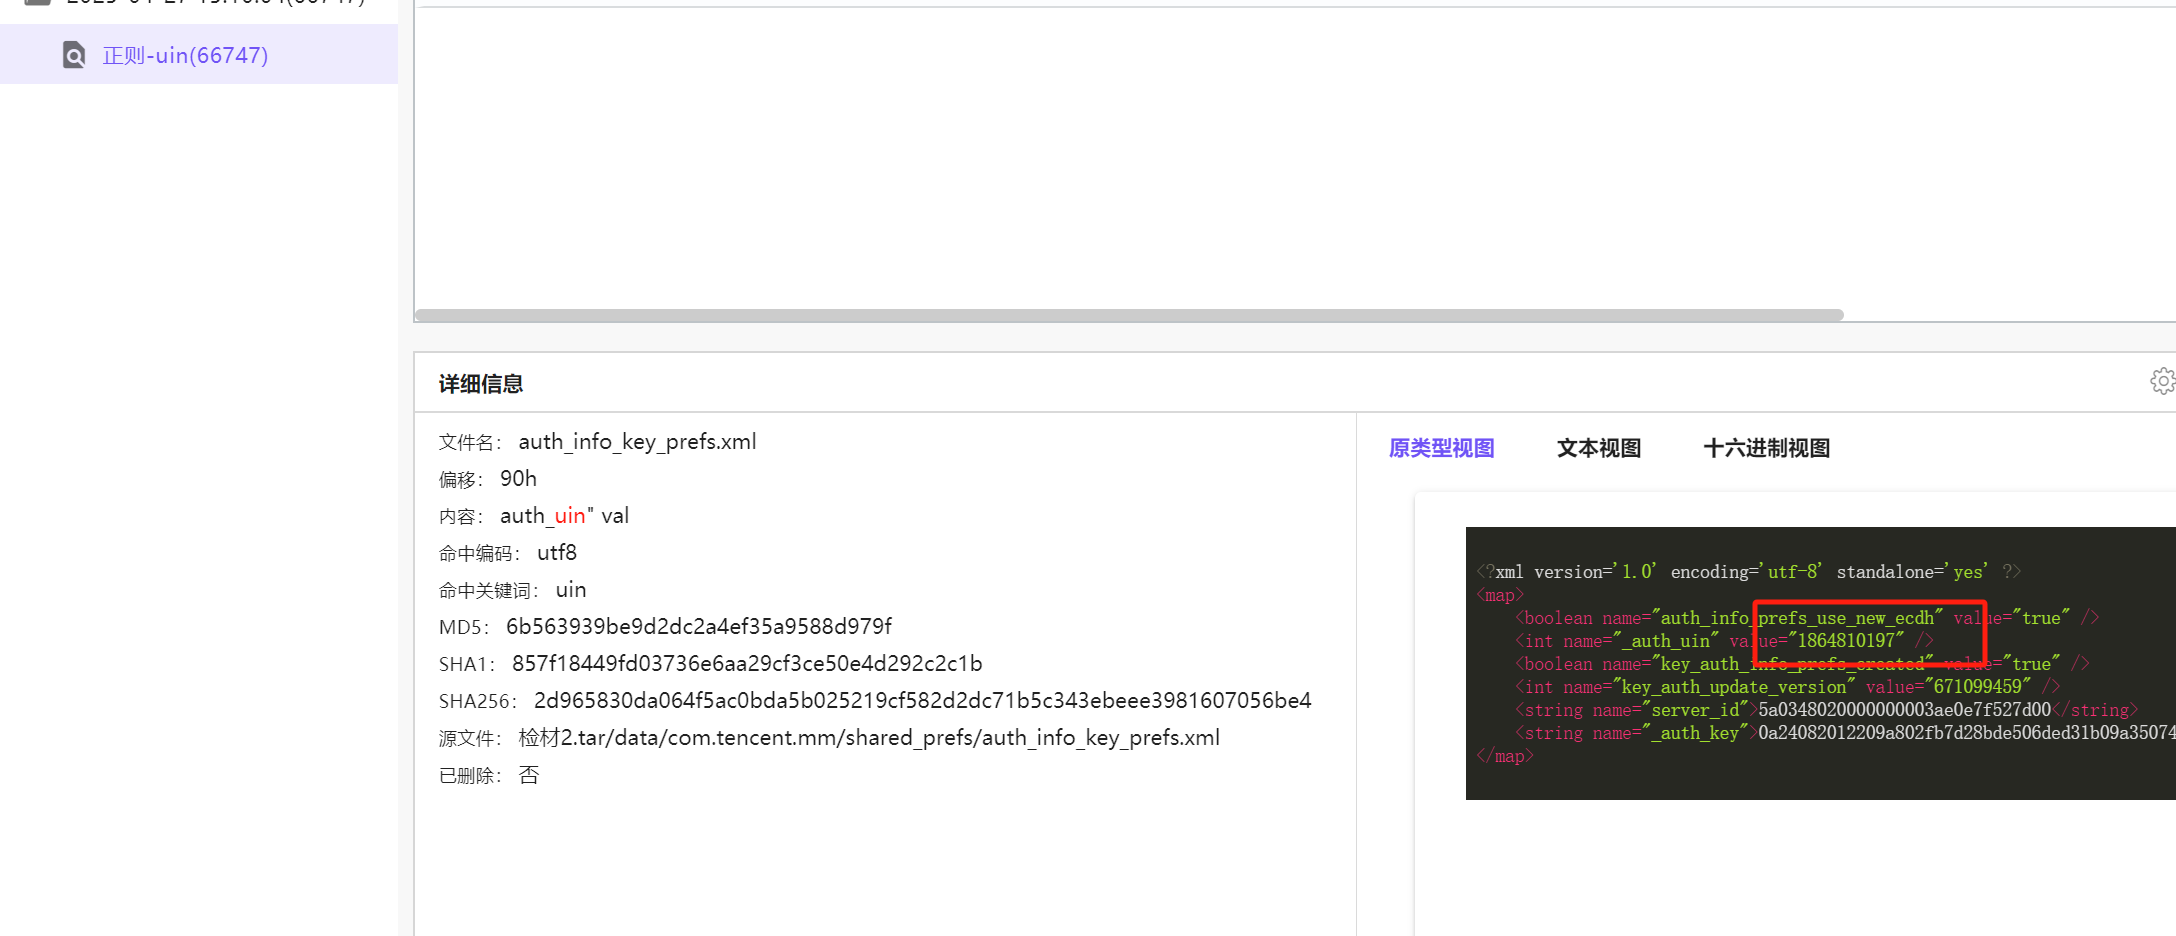 正则-uin(66747)
详细信息
文件名： auth_info_key_prefs.xml
偏移： 90h
内容： auth_uin" val
命中编码： utf8
命中关键词： uin
MD5： 6b563939be9d2dc2a4ef35a9588d979f
SHA1： 857f18449fd03736e6aa29cf3ce50e4d292c2c1b
SHA256： 2d965830da064f5ac0bda5b025219cf582d2dc71b5c343ebeee3981607056be4
源文件： 检材2.tar/data/com.tencent.mm/shared_prefs/auth_info_key_prefs.xml
已删除： 否
原类型视图 文本视图 十六进制视图
<?xml version='1.0' encoding='utf-8' standalone='yes' ?>
<map>
<boolean name="auth_info_prefs_use_new_ecdh" value="true" />
<int name="_auth_uin" value="1864810197" />
<boolean name="key_auth_info_prefs_created" value="true" />
<int name="key_auth_update_version" value="671099459" />
<string name="server_id">5a0348020000000003ae0e7f527d00</string>
<string name="_auth_key">0a24082012209a802fb7d28bde506ded31b09a35074
</map>